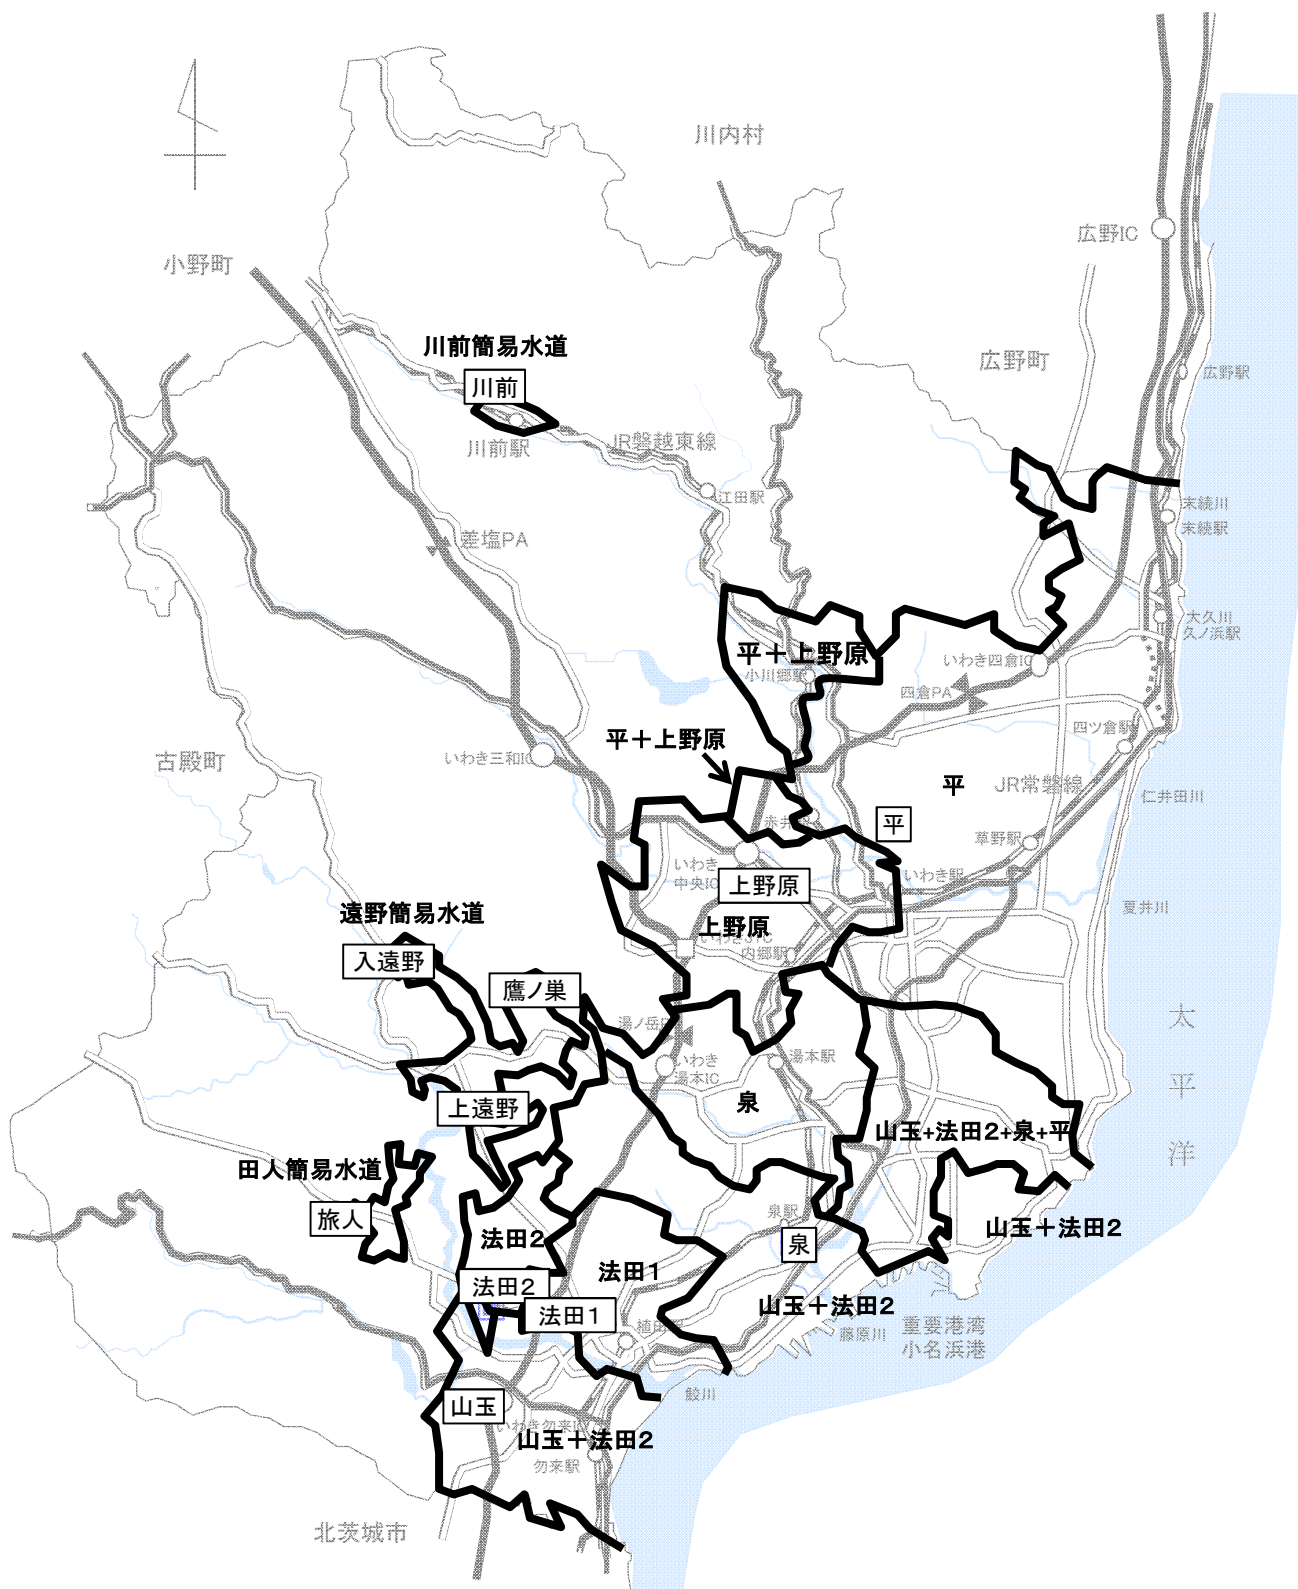 川内村
広野IC
小野町
川前簡易水道
広野町
広野駅
川前
JR磐越東線
川前駅
江田駅
末続川
末続駅
差塩PA
大久川
久ノ浜駅
平＋上野原
いわき四倉IC
小川郷駅
四倉PA
四ツ倉駅
平＋上野原
いわき三和IC
古殿町
平
JR常磐線
仁井田川
赤井
平
草野駅
いわき
中央IC
いわき駅
上野原
夏井川
遠野簡易水道
上野原
いわきJTC
内郷駅
入遠野
鷹ノ巣
太平洋
湯ノ岳P
湯本駅
いわき
湯本IC
泉
上遠野
山玉+法田2+泉+平
田人簡易水道
旅人
泉駅
山玉＋法田2
法田2
泉
法田1
法田2
法田1
山玉＋法田2
植田
藤原川
重要港湾
小名浜港
鮫川
山玉
いわき勿来IC
山玉＋法田2
勿来駅
北茨城市